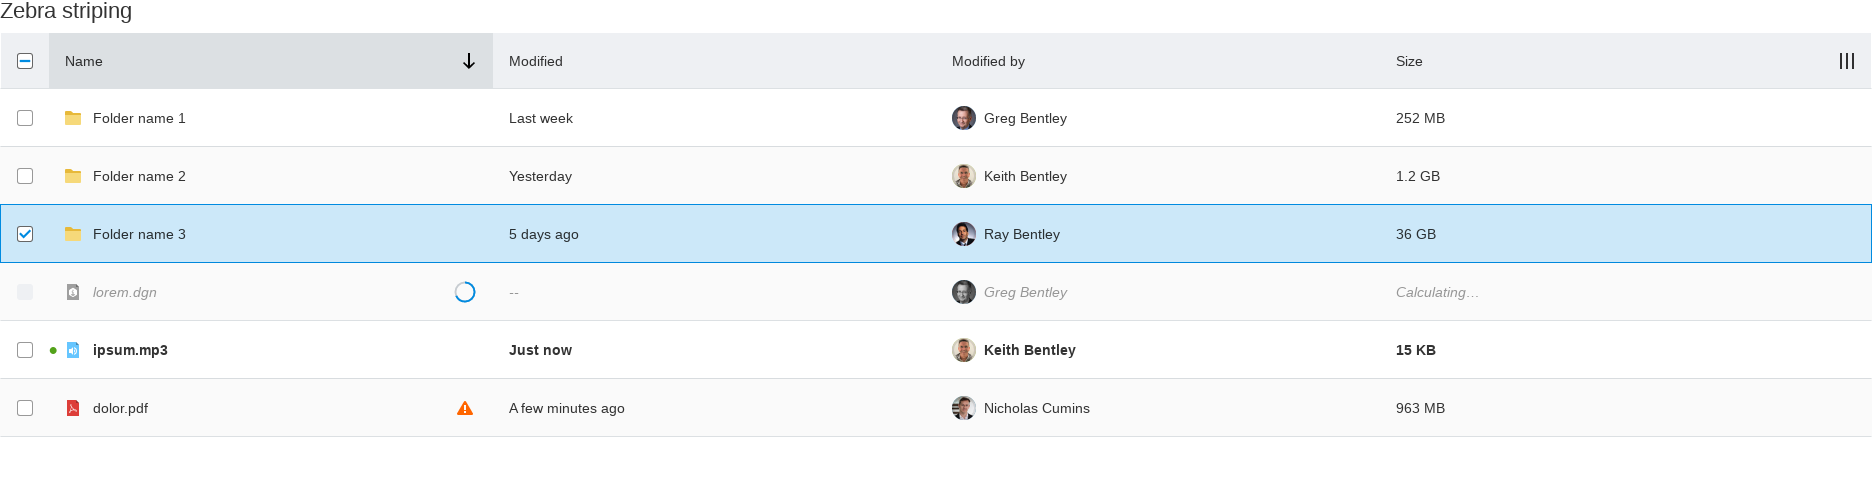 Zebra striping
Name Modified Modified by Size
Folder name 1 Last week Greg Bentley 252 MB
Folder name 2 Yesterday Keith Bentley 1.2 GB
Folder name 3 5 days ago Ray Bentley 36 GB
lorem.dgn -- Greg Bentley Calculating…
ipsum.mp3 Just now Keith Bentley 15 KB
dolor.pdf A few minutes ago Nicholas Cumins 963 MB